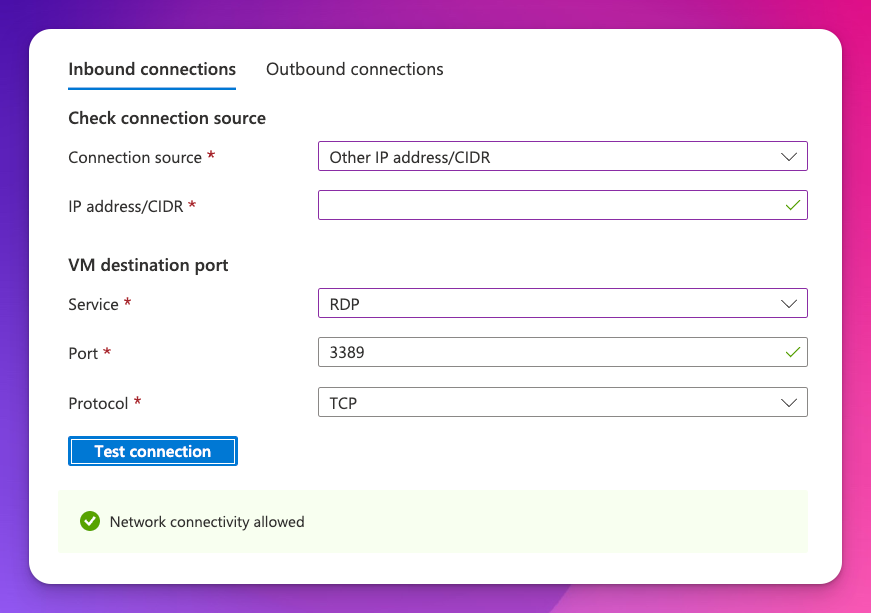 Inbound connections Outbound connections
Check connection source
Connection source * Other IP address/CIDR
IP address/CIDR *
VM destination port
Service * RDP
Port * 3389
Protocol * TCP
Test connection
Network connectivity allowed